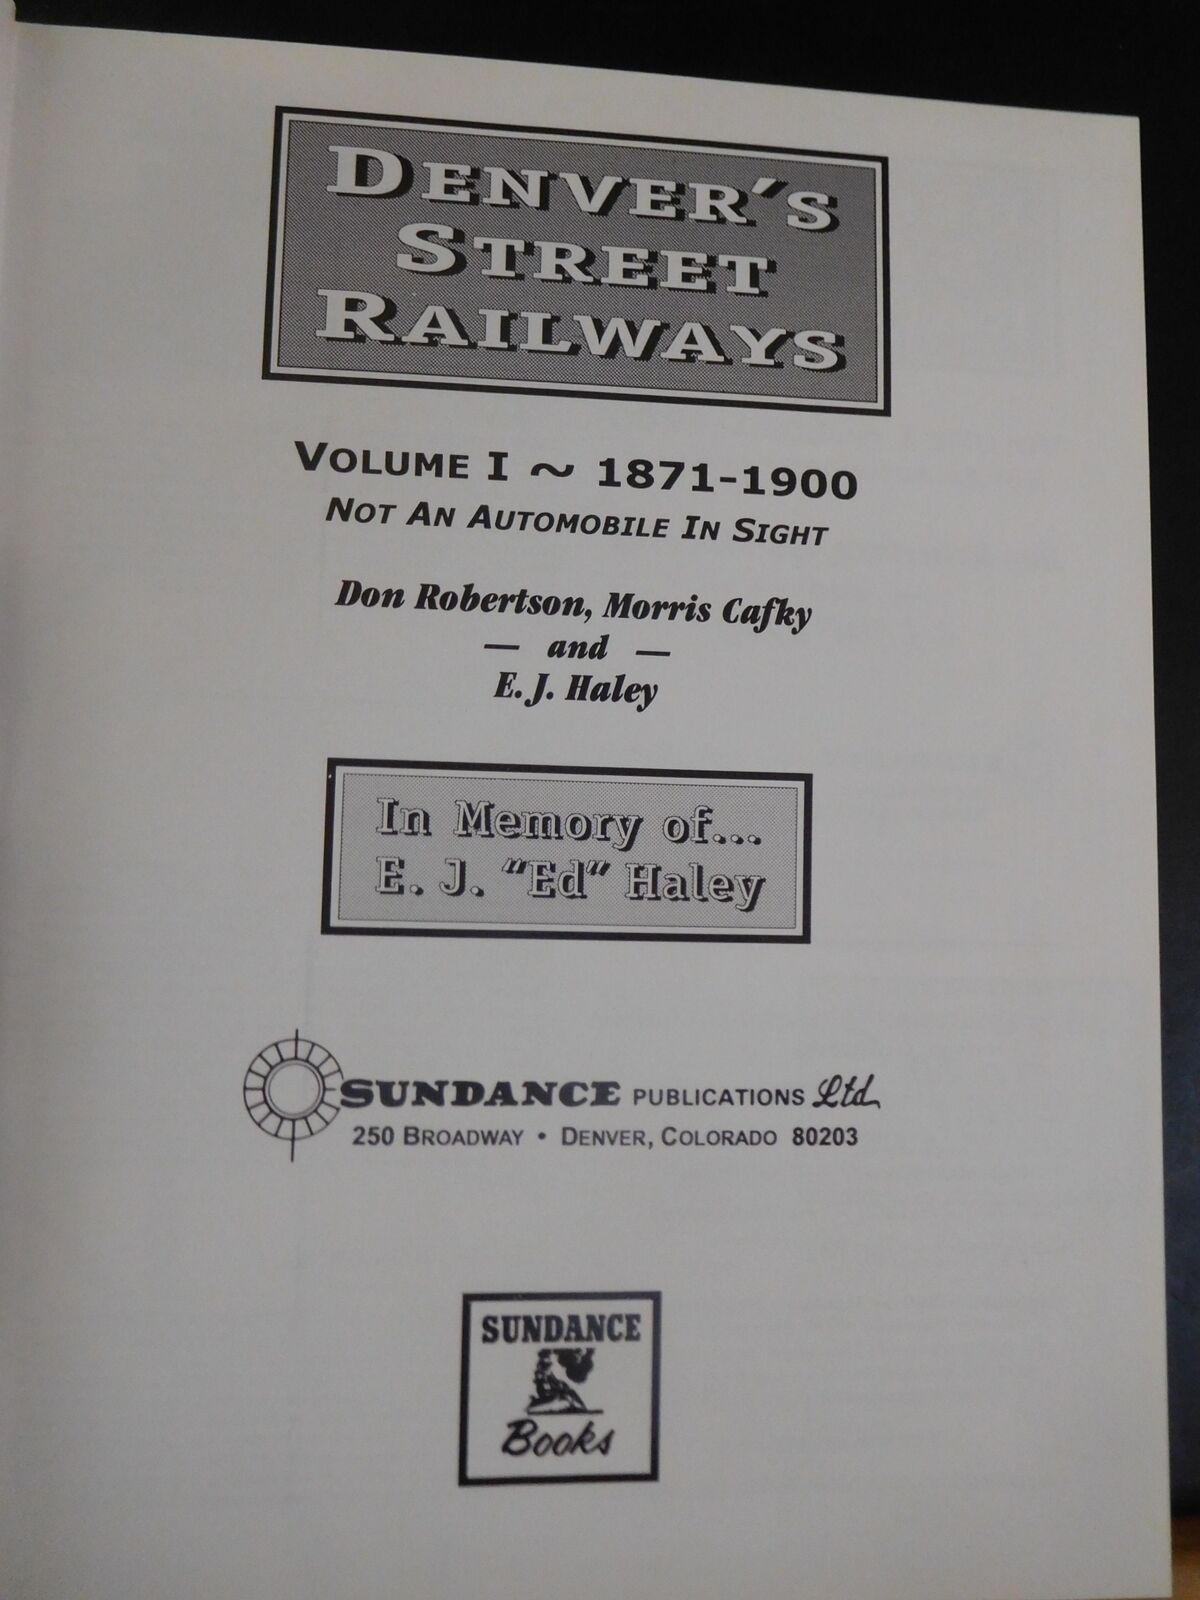 DENVER'S
STREET
RAILWAYS
VOLUME I ~ 1871-1900
NOT AN AUTOMOBILE IN SIGHT
Don Robertson, Morris Cafky
— and —
E. J. Haley
In Memory of...
E. J. "Ed" Haley
SUNDANCE PUBLICATIONS Ltd.
250 BROADWAY • DENVER, COLORADO 80203
SUNDANCE
Books